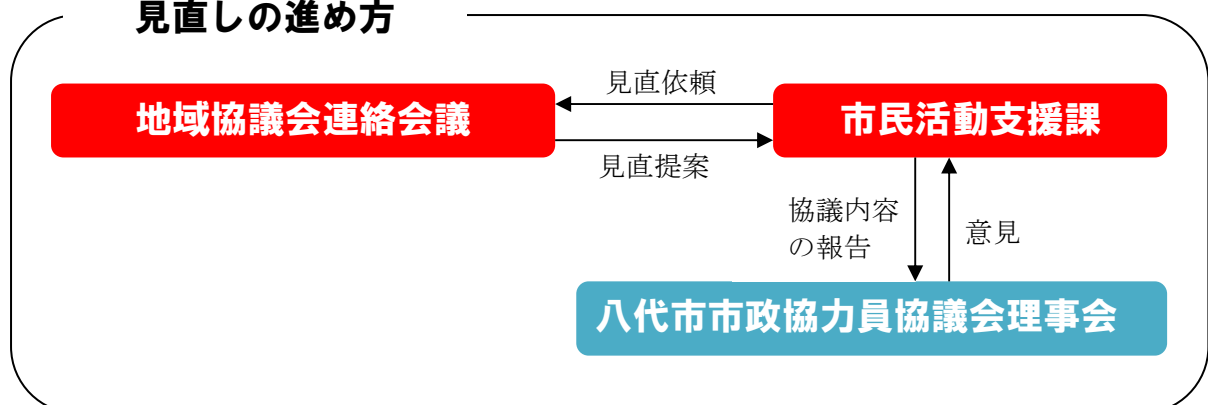 見直しの進め方
見直依頼
地域協議会連絡会議
市民活動支援課
見直提案
協議内容
の報告
意見
八代市市政協力員協議会理事会